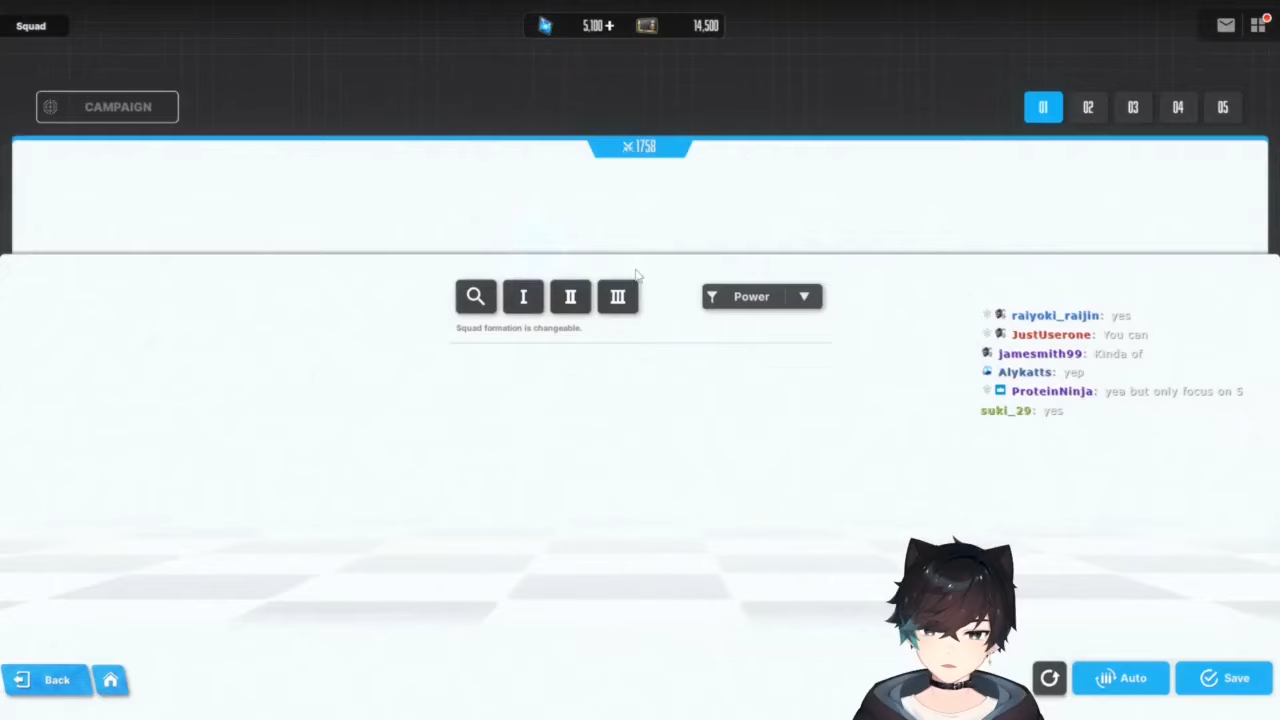 Squad
5,100 +
14,500
CAMPAIGN
01 02 03 04 05
1758
I II III
Power
Squad formation is changeable.
raiyoki_raijin: yes
JustUserone: You can
jamesmith99: Kinda of
Alykatts: yep
ProteinNinja: yea but only focus on S
suki_29: yes
Back
Auto
Save